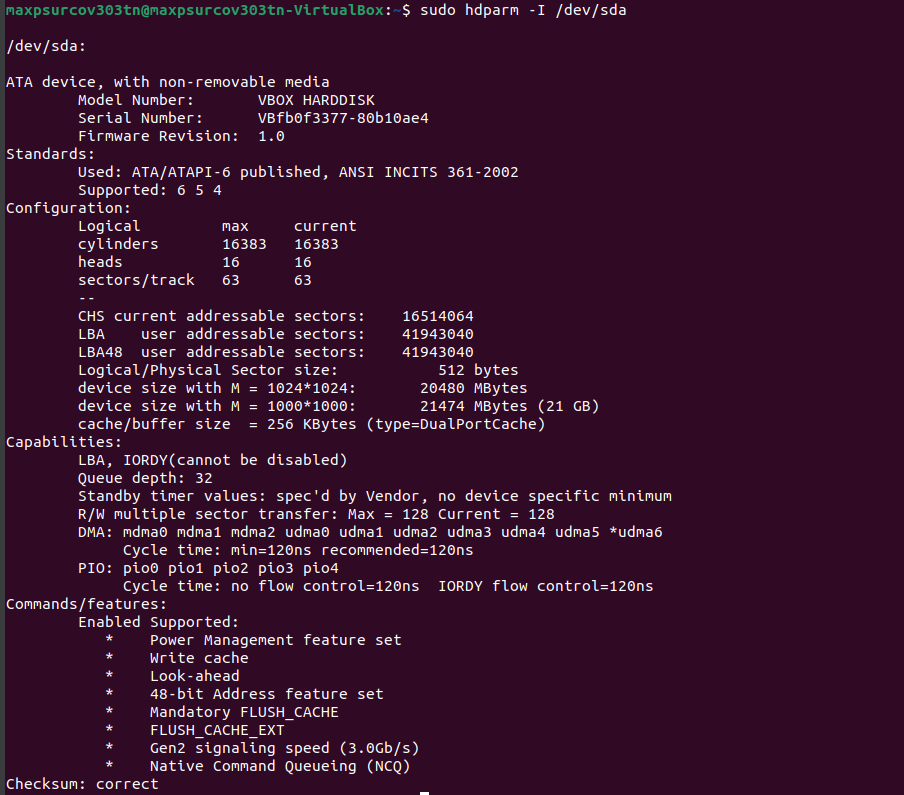 maxpsurcov303tn@maxpsurcov303tn-VirtualBox:~$ sudo hdparm -I /dev/sda
/dev/sda:
ATA device, with non-removable media
Model Number: VBOX HARDDISK
Serial Number: VBfb0f3377-80b10ae4
Firmware Revision: 1.0
Standards:
Used: ATA/ATAPI-6 published, ANSI INCITS 361-2002
Supported: 6 5 4
Configuration:
Logical max current
cylinders 16383 16383
heads 16 16
sectors/track 63 63
--
CHS current addressable sectors: 16514064
LBA user addressable sectors: 41943040
LBA48 user addressable sectors: 41943040
Logical/Physical Sector size: 512 bytes
device size with M = 1024*1024: 20480 MBytes
device size with M = 1000*1000: 21474 MBytes (21 GB)
cache/buffer size = 256 KBytes (type=DualPortCache)
Capabilities:
LBA, IORDY(cannot be disabled)
Queue depth: 32
Standby timer values: spec'd by Vendor, no device specific minimum
R/W multiple sector transfer: Max = 128 Current = 128
DMA: mdma0 mdma1 mdma2 udma0 udma1 udma2 udma3 udma4 udma5 *udma6
Cycle time: min=120ns recommended=120ns
PIO: pio0 pio1 pio2 pio3 pio4
Cycle time: no flow control=120ns IORDY flow control=120ns
Commands/features:
Enabled Supported:
* Power Management feature set
* Write cache
* Look-ahead
* 48-bit Address feature set
* Mandatory FLUSH_CACHE
* FLUSH_CACHE_EXT
* Gen2 signaling speed (3.0Gb/s)
* Native Command Queueing (NCQ)
Checksum: correct